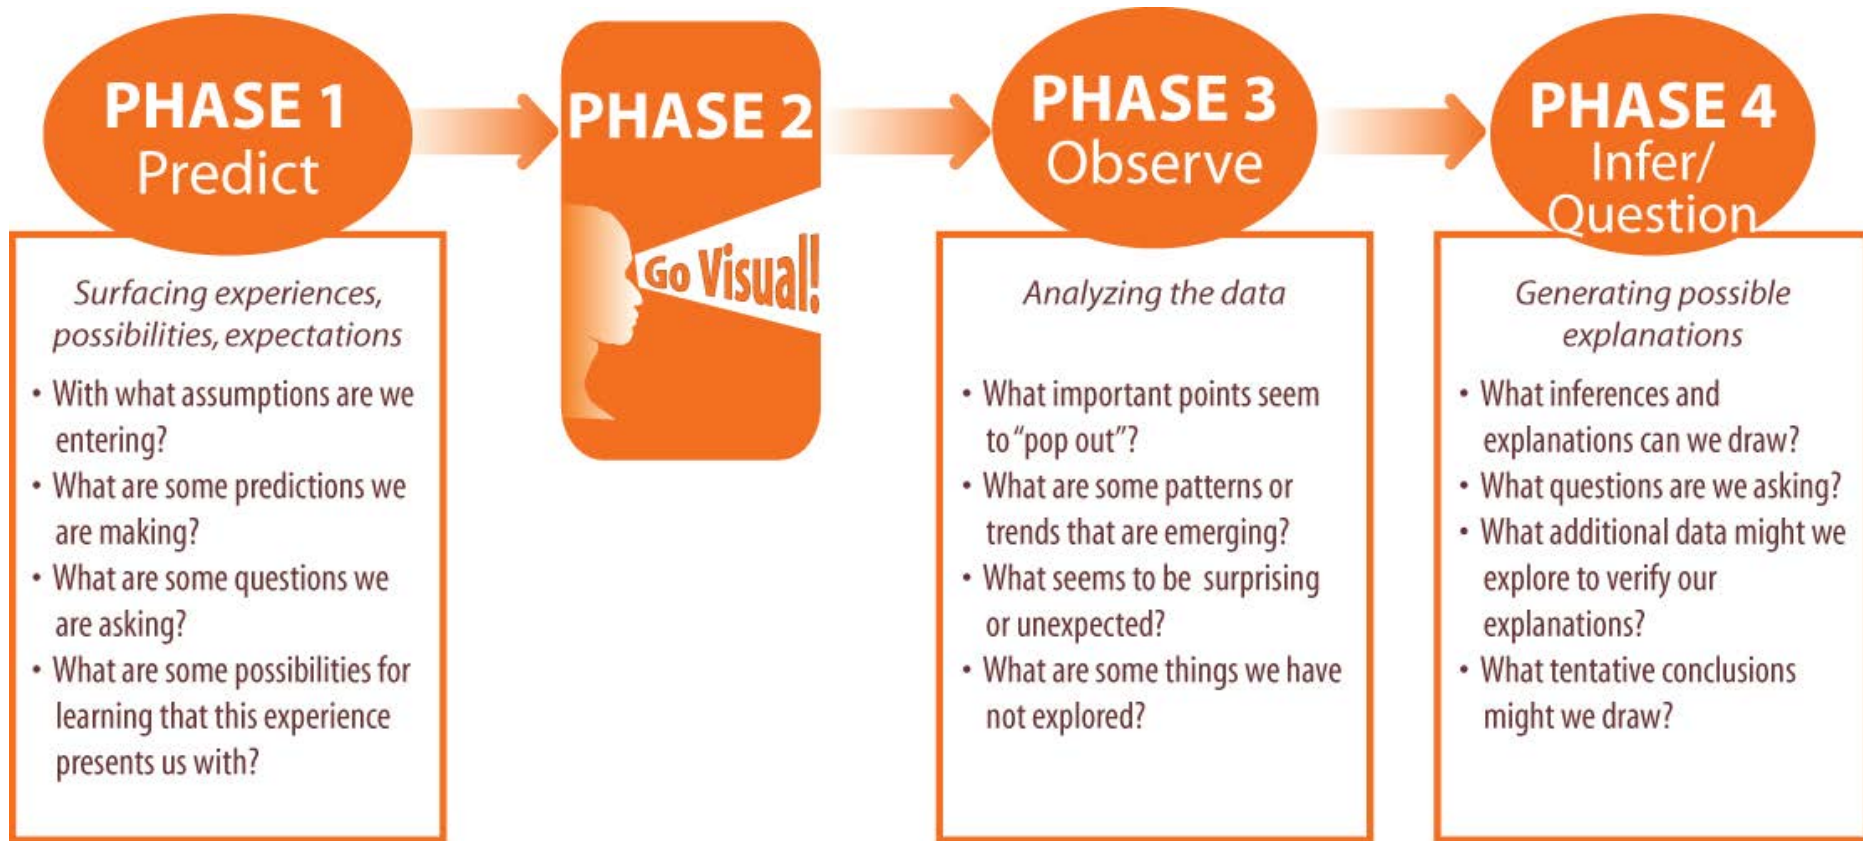 PHASE 1
Predict
Surfacing experiences,
possibilities, expectations
• With what assumptions are we
entering?
• What are some predictions we
are making?
• What are some questions we
are asking?
• What are some possibilities for
learning that this experience
presents us with?
PHASE 2
Go Visual!
PHASE 3
Observe
Analyzing the data
• What important points seem
to “pop out”?
• What are some patterns or
trends that are emerging?
• What seems to be surprising
or unexpected?
• What are some things we have
not explored?
PHASE 4
Infer/
Question
Generating possible
explanations
• What inferences and
explanations can we draw?
• What questions are we asking?
• What additional data might we
explore to verify our
explanations?
• What tentative conclusions
might we draw?